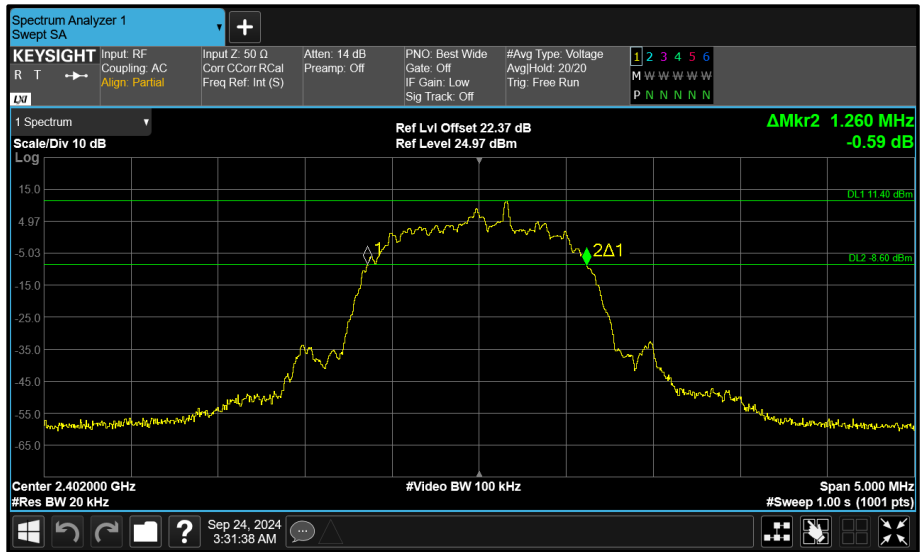 Spectrum Analyzer 1
Swept SA
KEYSIGHT
R T
LXI
Input: RF
Coupling: AC
Align: Partial
Input Z: 50 Ω
Corr CCorr RCal
Freq Ref: Int (S)
Atten: 14 dB
Preamp: Off
PNO: Best Wide
Gate: Off
IF Gain: Low
Sig Track: Off
#Avg Type: Voltage
Avg|Hold: 20/20
Trig: Free Run
1 2 3 4 5 6
M W W W W W
P N N N N N
1 Spectrum
Scale/Div 10 dB
Log
Ref Lvl Offset 22.37 dB
Ref Level 24.97 dBm
ΔMkr2 1.260 MHz
-0.59 dB
15.0
4.97
-5.03
-15.0
-25.0
-35.0
-45.0
-55.0
-65.0
DL1 11.40 dBm
1
2Δ1
DL2 -8.60 dBm
Center 2.402000 GHz
#Res BW 20 kHz
#Video BW 100 kHz
Span 5.000 MHz
#Sweep 1.00 s (1001 pts)
?
Sep 24, 2024
3:31:38 AM